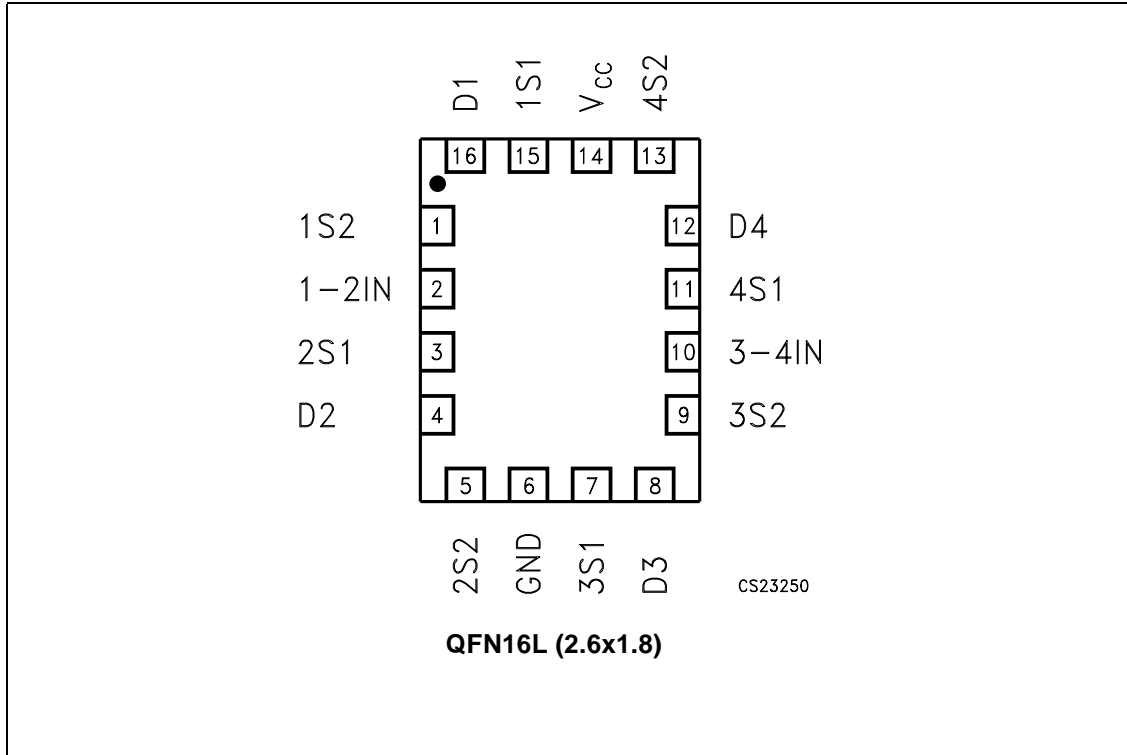 D1 1S1 VCC 4S2
16 15 14 13
1S2 1 12 D4
1-2IN 2 11 4S1
2S1 3 10 3-4IN
D2 4 9 3S2
5 6 7 8
2S2 GND 3S1 D3
CS23250
QFN16L (2.6x1.8)